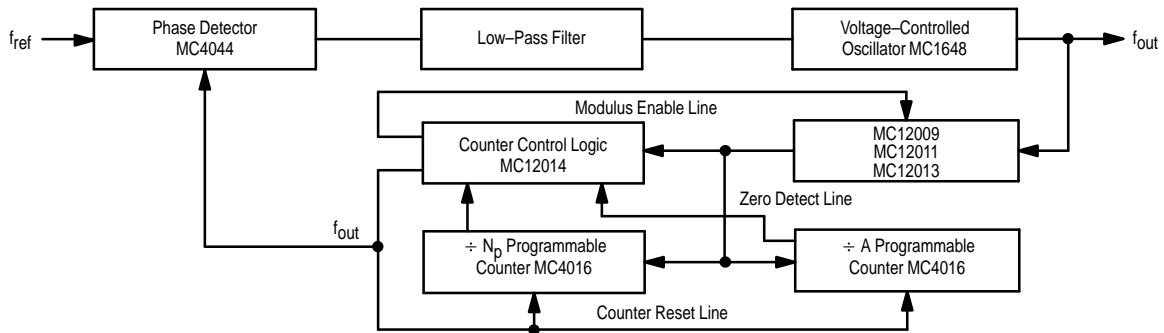 f_ref
Phase Detector
MC4044
Low–Pass Filter
Voltage–Controlled
Oscillator MC1648
f_out
Modulus Enable Line
Counter Control Logic
MC12014
MC12009
MC12011
MC12013
Zero Detect Line
f_out
÷ N_p Programmable
Counter MC4016
÷ A Programmable
Counter MC4016
Counter Reset Line